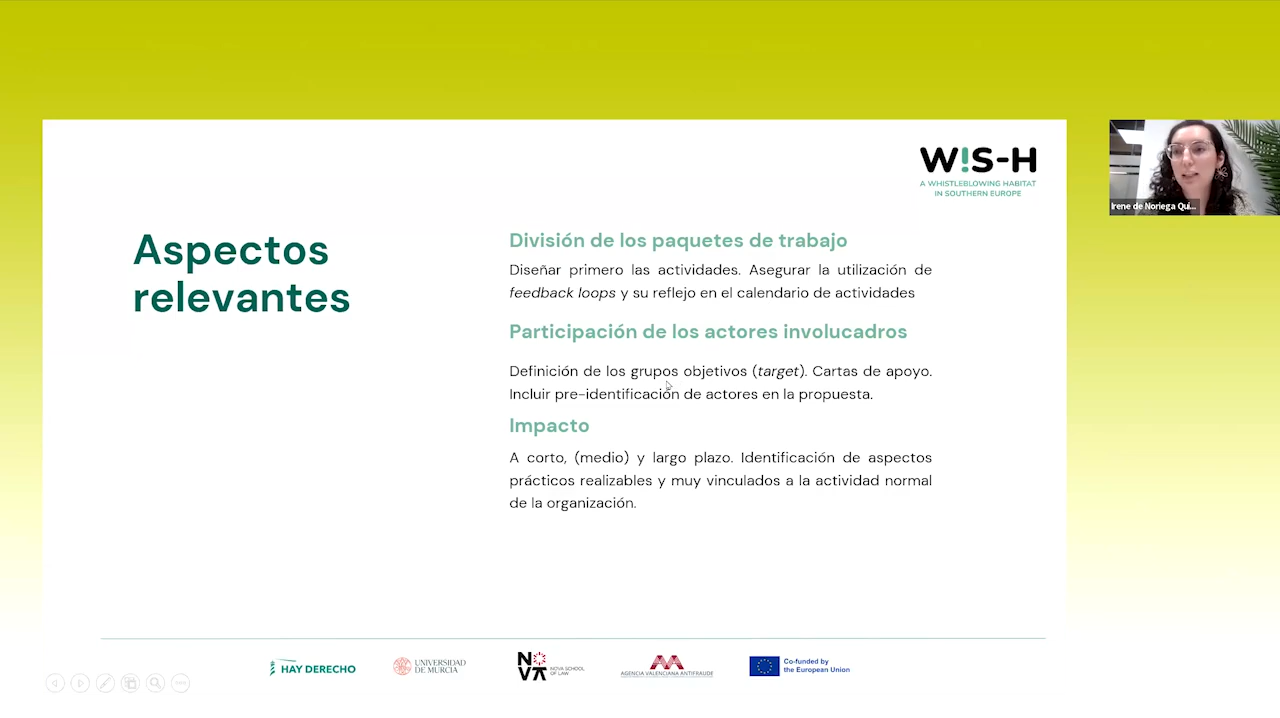 W!S-H
A WHISTLEBLOWING HABITAT
IN SOUTHERN EUROPE
Irene de Noriega Qui...
Aspectos
relevantes
División de los paquetes de trabajo
Diseñar primero las actividades. Asegurar la utilización de
feedback loops y su reflejo en el calendario de actividades
Participación de los actores involucrados
Definición de los grupos objetivos (target). Cartas de apoyo.
Incluir pre-identificación de actores en la propuesta.
Impacto
A corto, (medio) y largo plazo. Identificación de aspectos
prácticos realizables y muy vinculados a la actividad normal
de la organización.
HAY DERECHO
UNIVERSIDAD
DE MURCIA
NOVA
NOVA SCHOOL
OF LAW
AGENCIA VALENCIANA ANTIFRAUDE
Co-funded by
the European Union